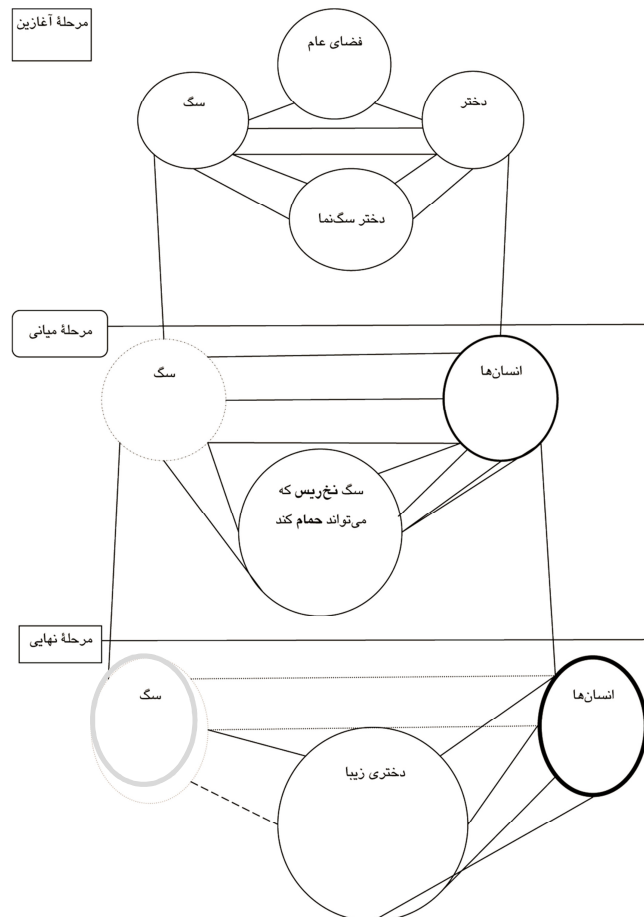 مرحلهٔ آغازین
فضای عام
دختر
سگ
دختر سگ‌نما
مرحلهٔ میانی
انسان‌ها
سگ
سگ نخ‌ریس که
می‌تواند حمام کند
مرحلهٔ نهایی
انسان‌ها
سگ
دختری زیبا